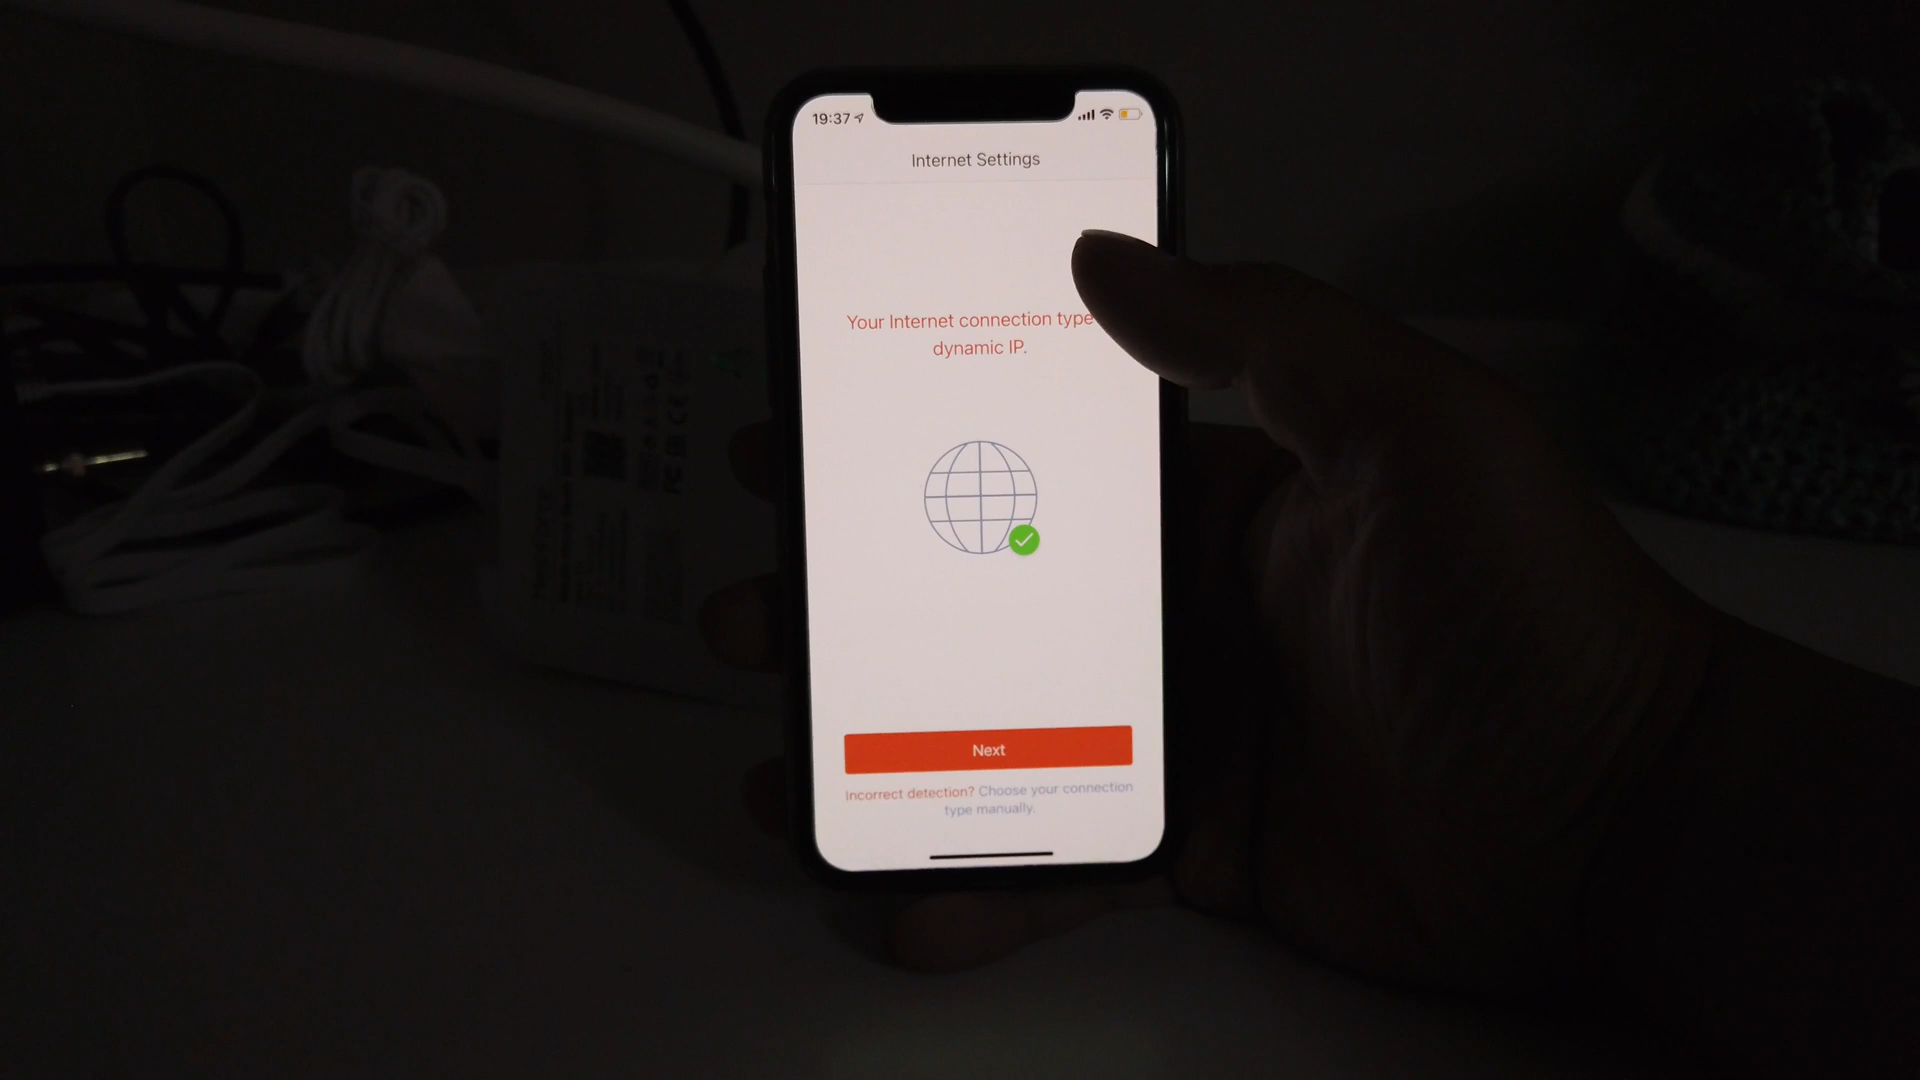 19:37
Internet Settings
Your Internet connection type
dynamic IP.
Next
Incorrect detection? Choose your connection
type manually.